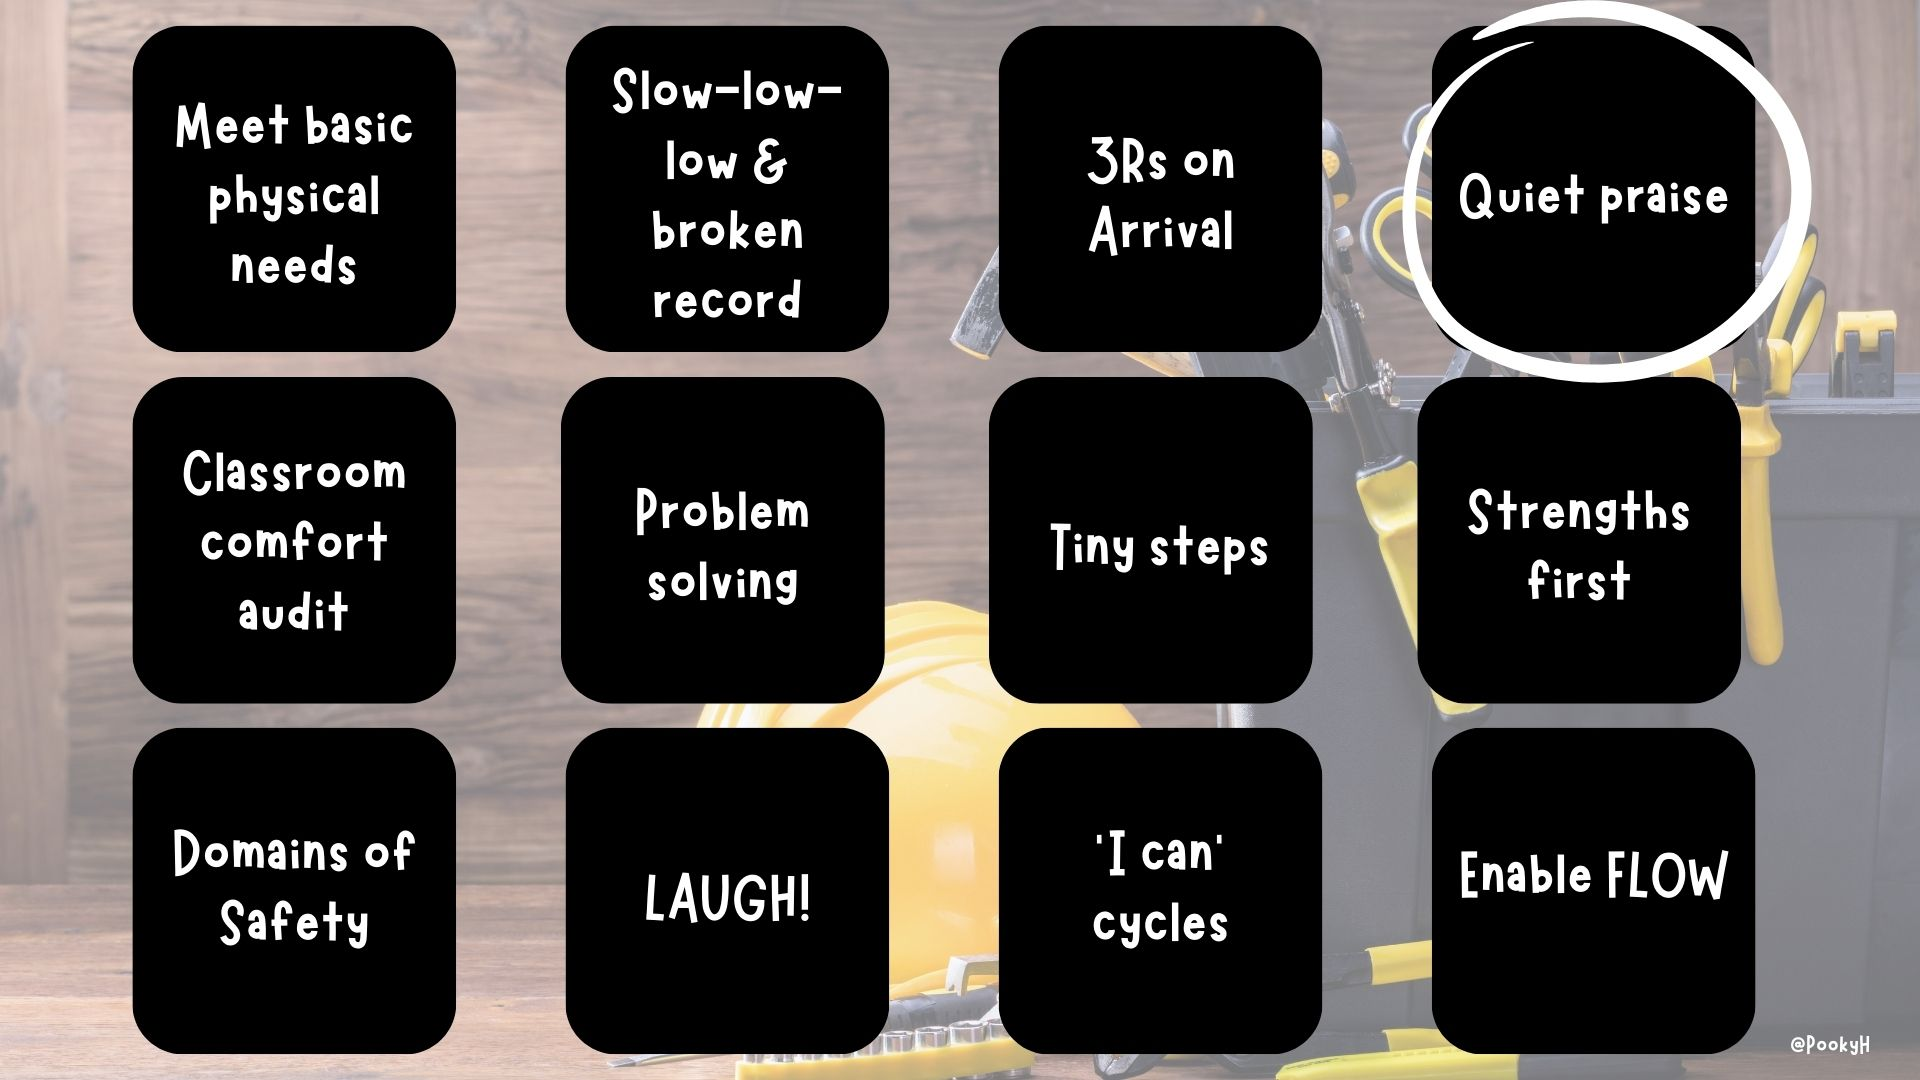 Meet basic
physical
needs
Slow-low-
low &
broken
record
3Rs on
Arrival
Quiet praise
Classroom
comfort
audit
Problem
solving
Tiny steps
Strengths
first
Domains of
Safety
LAUGH!
'I can'
cycles
Enable FLOW
@PookyH